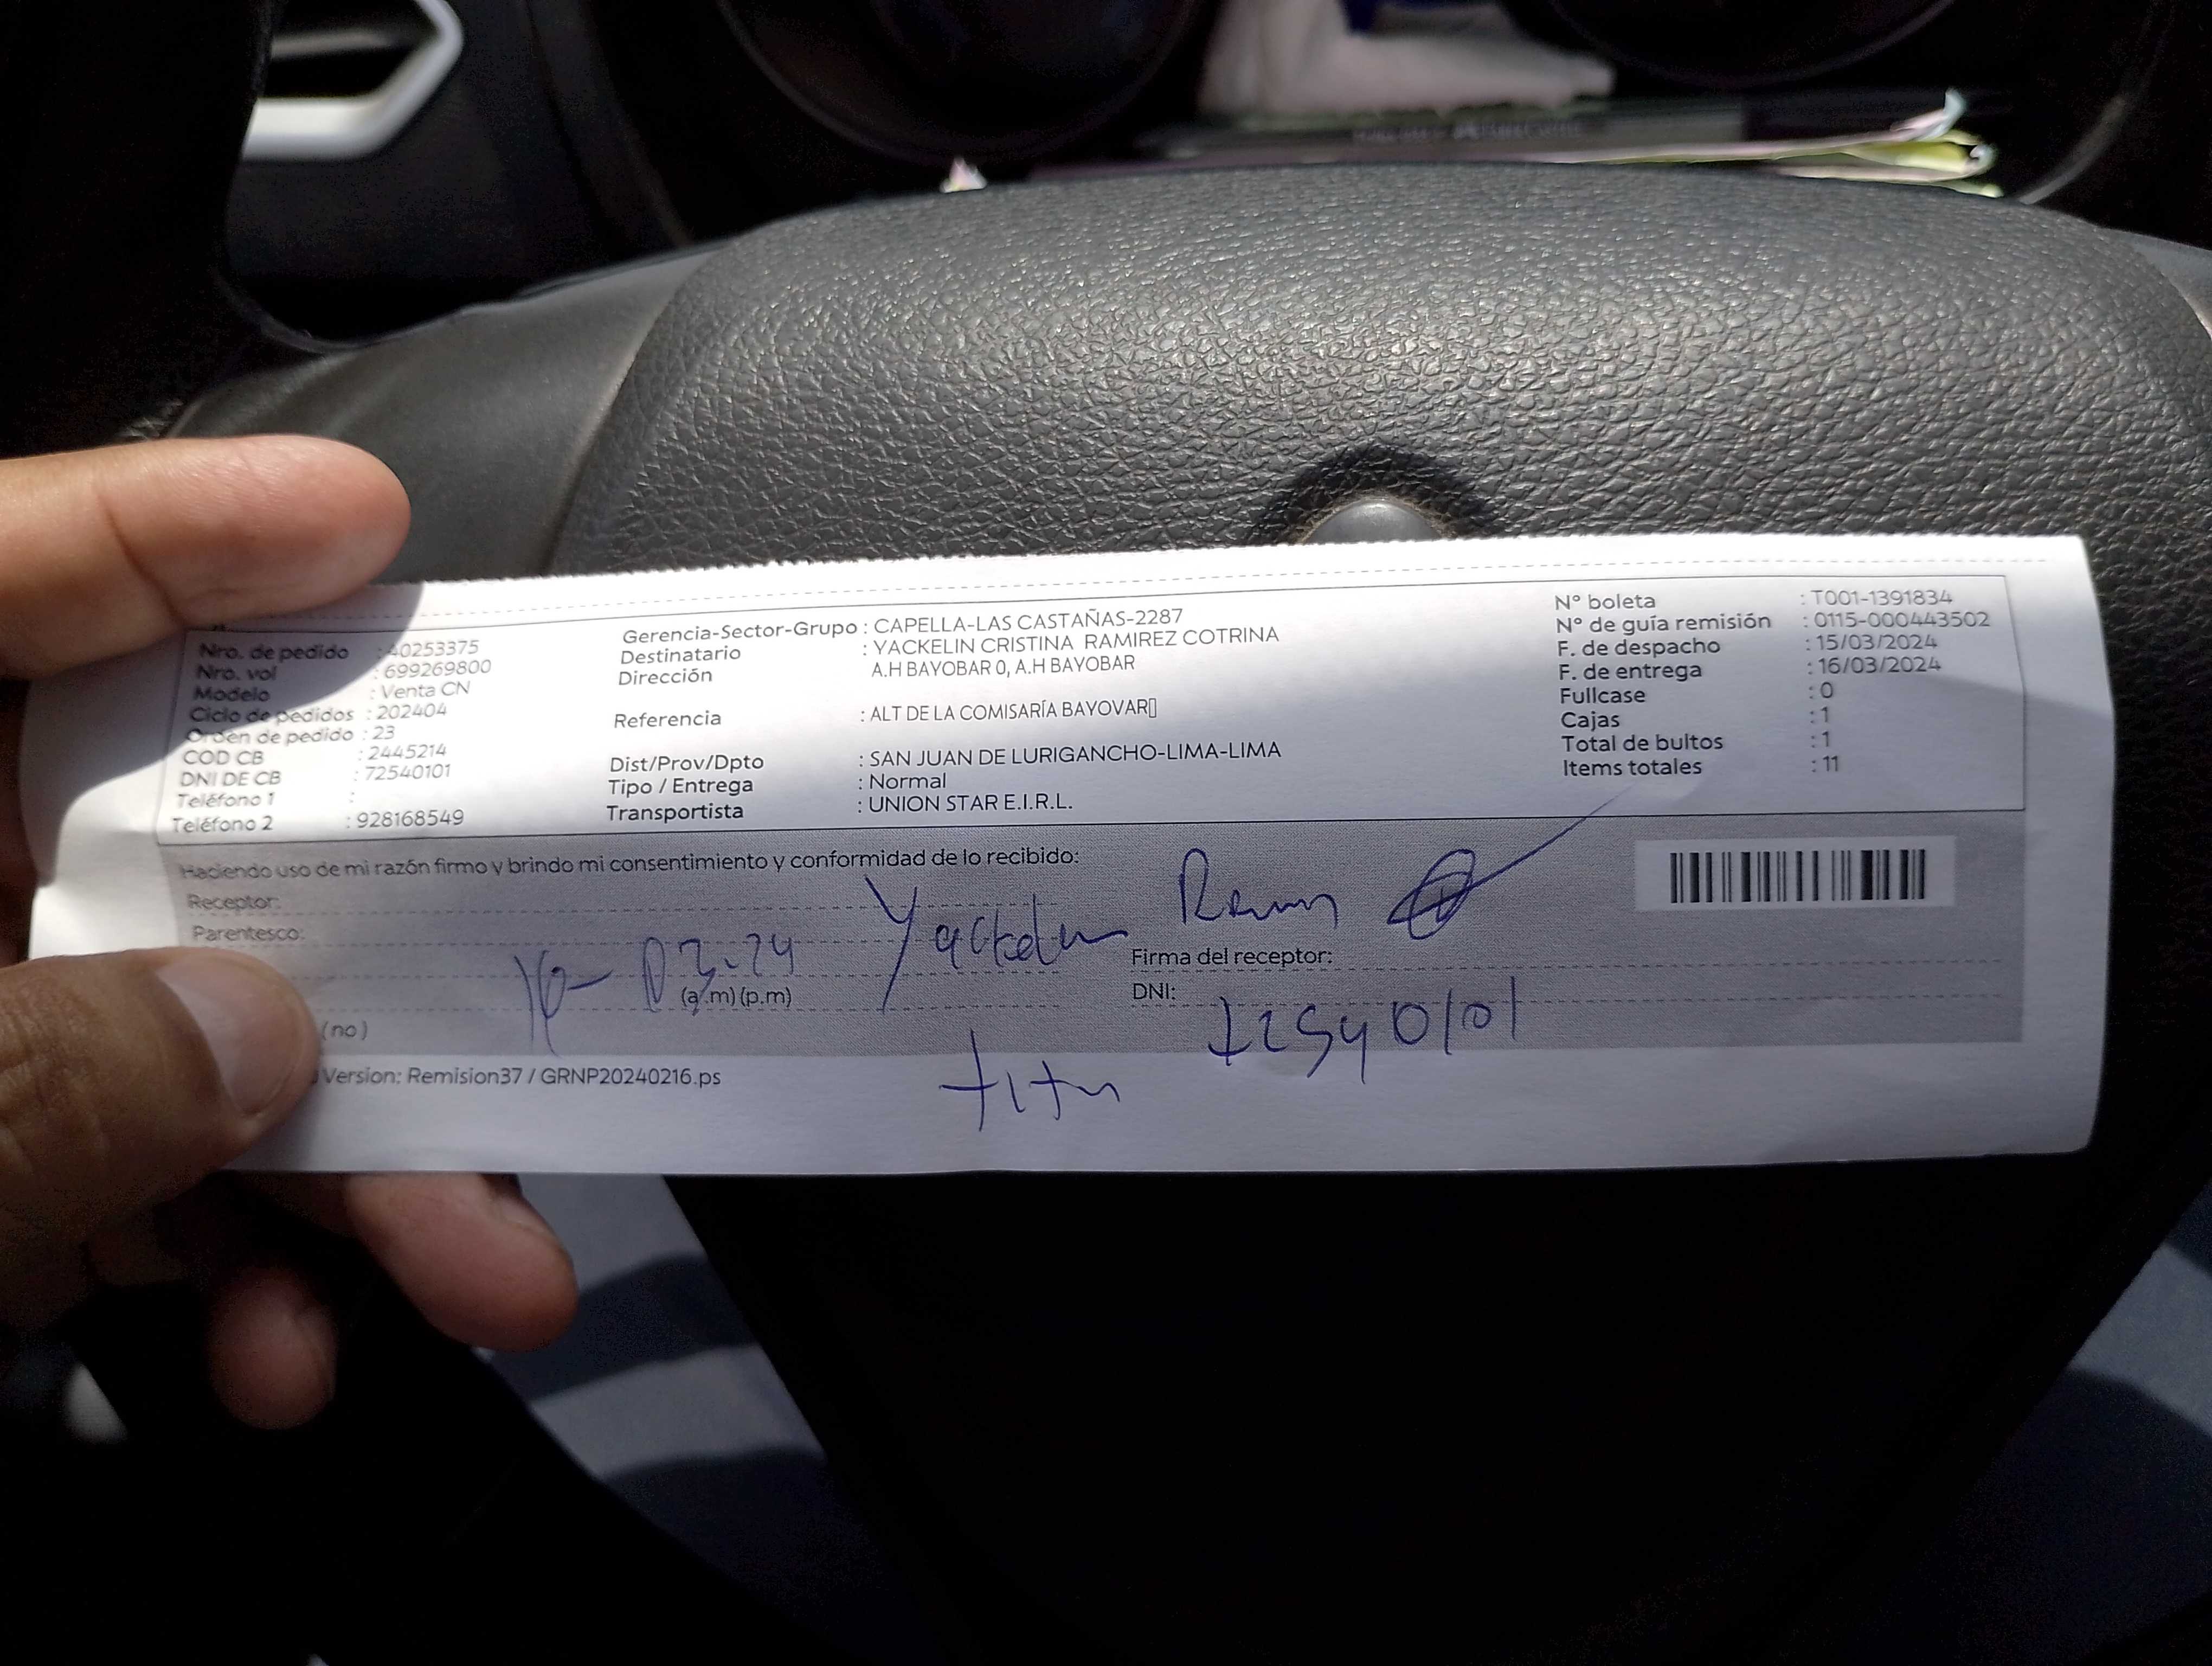 Nro. de pedido : 40253375
Nro. vol : 699269800
Modelo : Venta CN
Ciclo de pedidos : 202404
Orden de pedido : 23
COD CB : 2445214
DNI DE CB : 72540101
Teléfono 1 :
Teléfono 2 : 928168549
Gerencia-Sector-Grupo : CAPELLA-LAS CASTAÑAS-2287
Destinatario : YACKELIN CRISTINA RAMIREZ COTRINA
Dirección A.H BAYOBAR 0, A.H BAYOBAR
Referencia : ALT DE LA COMISARÍA BAYOVAR▯
Dist/Prov/Dpto : SAN JUAN DE LURIGANCHO-LIMA-LIMA
Tipo / Entrega : Normal
Transportista : UNION STAR E.I.R.L.
N° boleta : T001-1391834
N° de guía remisión : 0115-000443502
F. de despacho : 15/03/2024
F. de entrega : 16/03/2024
Fullcase : 0
Cajas : 1
Total de bultos : 1
Items totales : 11
Haciendo uso de mi razón firmo y brindo mi consentimiento y conformidad de lo recibido:
Receptor:
Parentesco:
Yackelin
Firma del receptor:
(a.m) (p.m)
DNI: 72540101
(no)
Version: Remision37 / GRNP20240216.ps